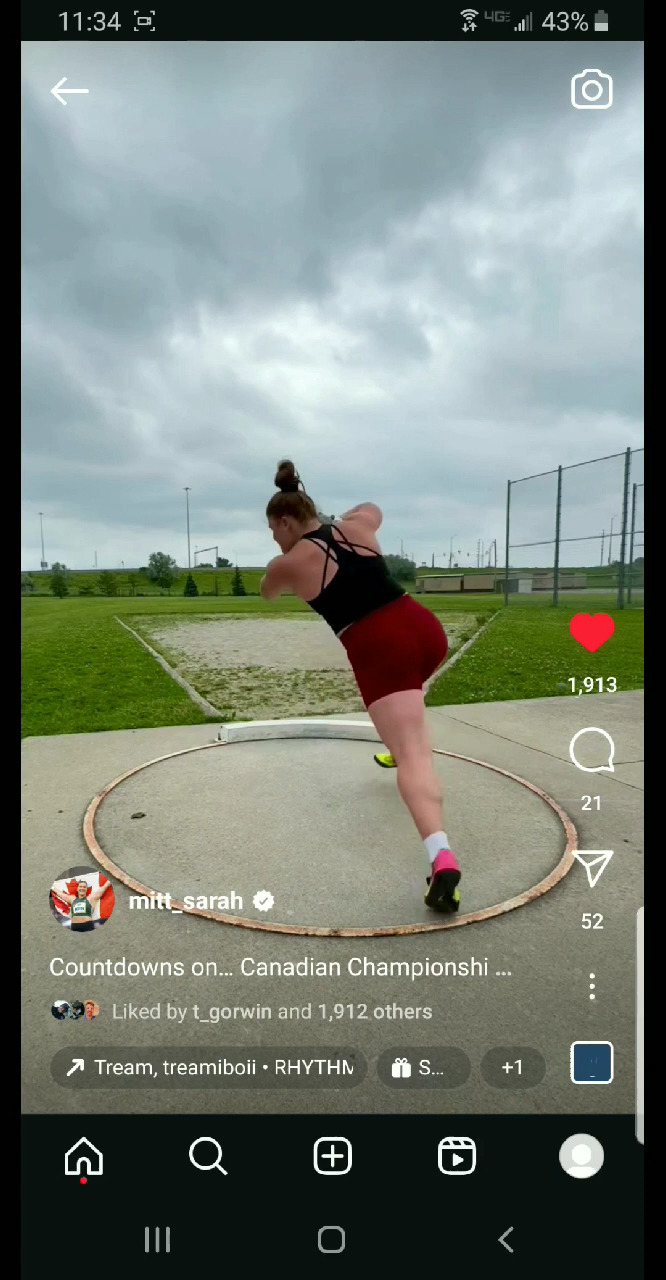 11:34 4GE 43%
1,913
21
mitt_sarah
52
Countdowns on... Canadian Championshi ...
Liked by t_gorwin and 1,912 others
Tream, treamiboii • RHYTHM S... +1